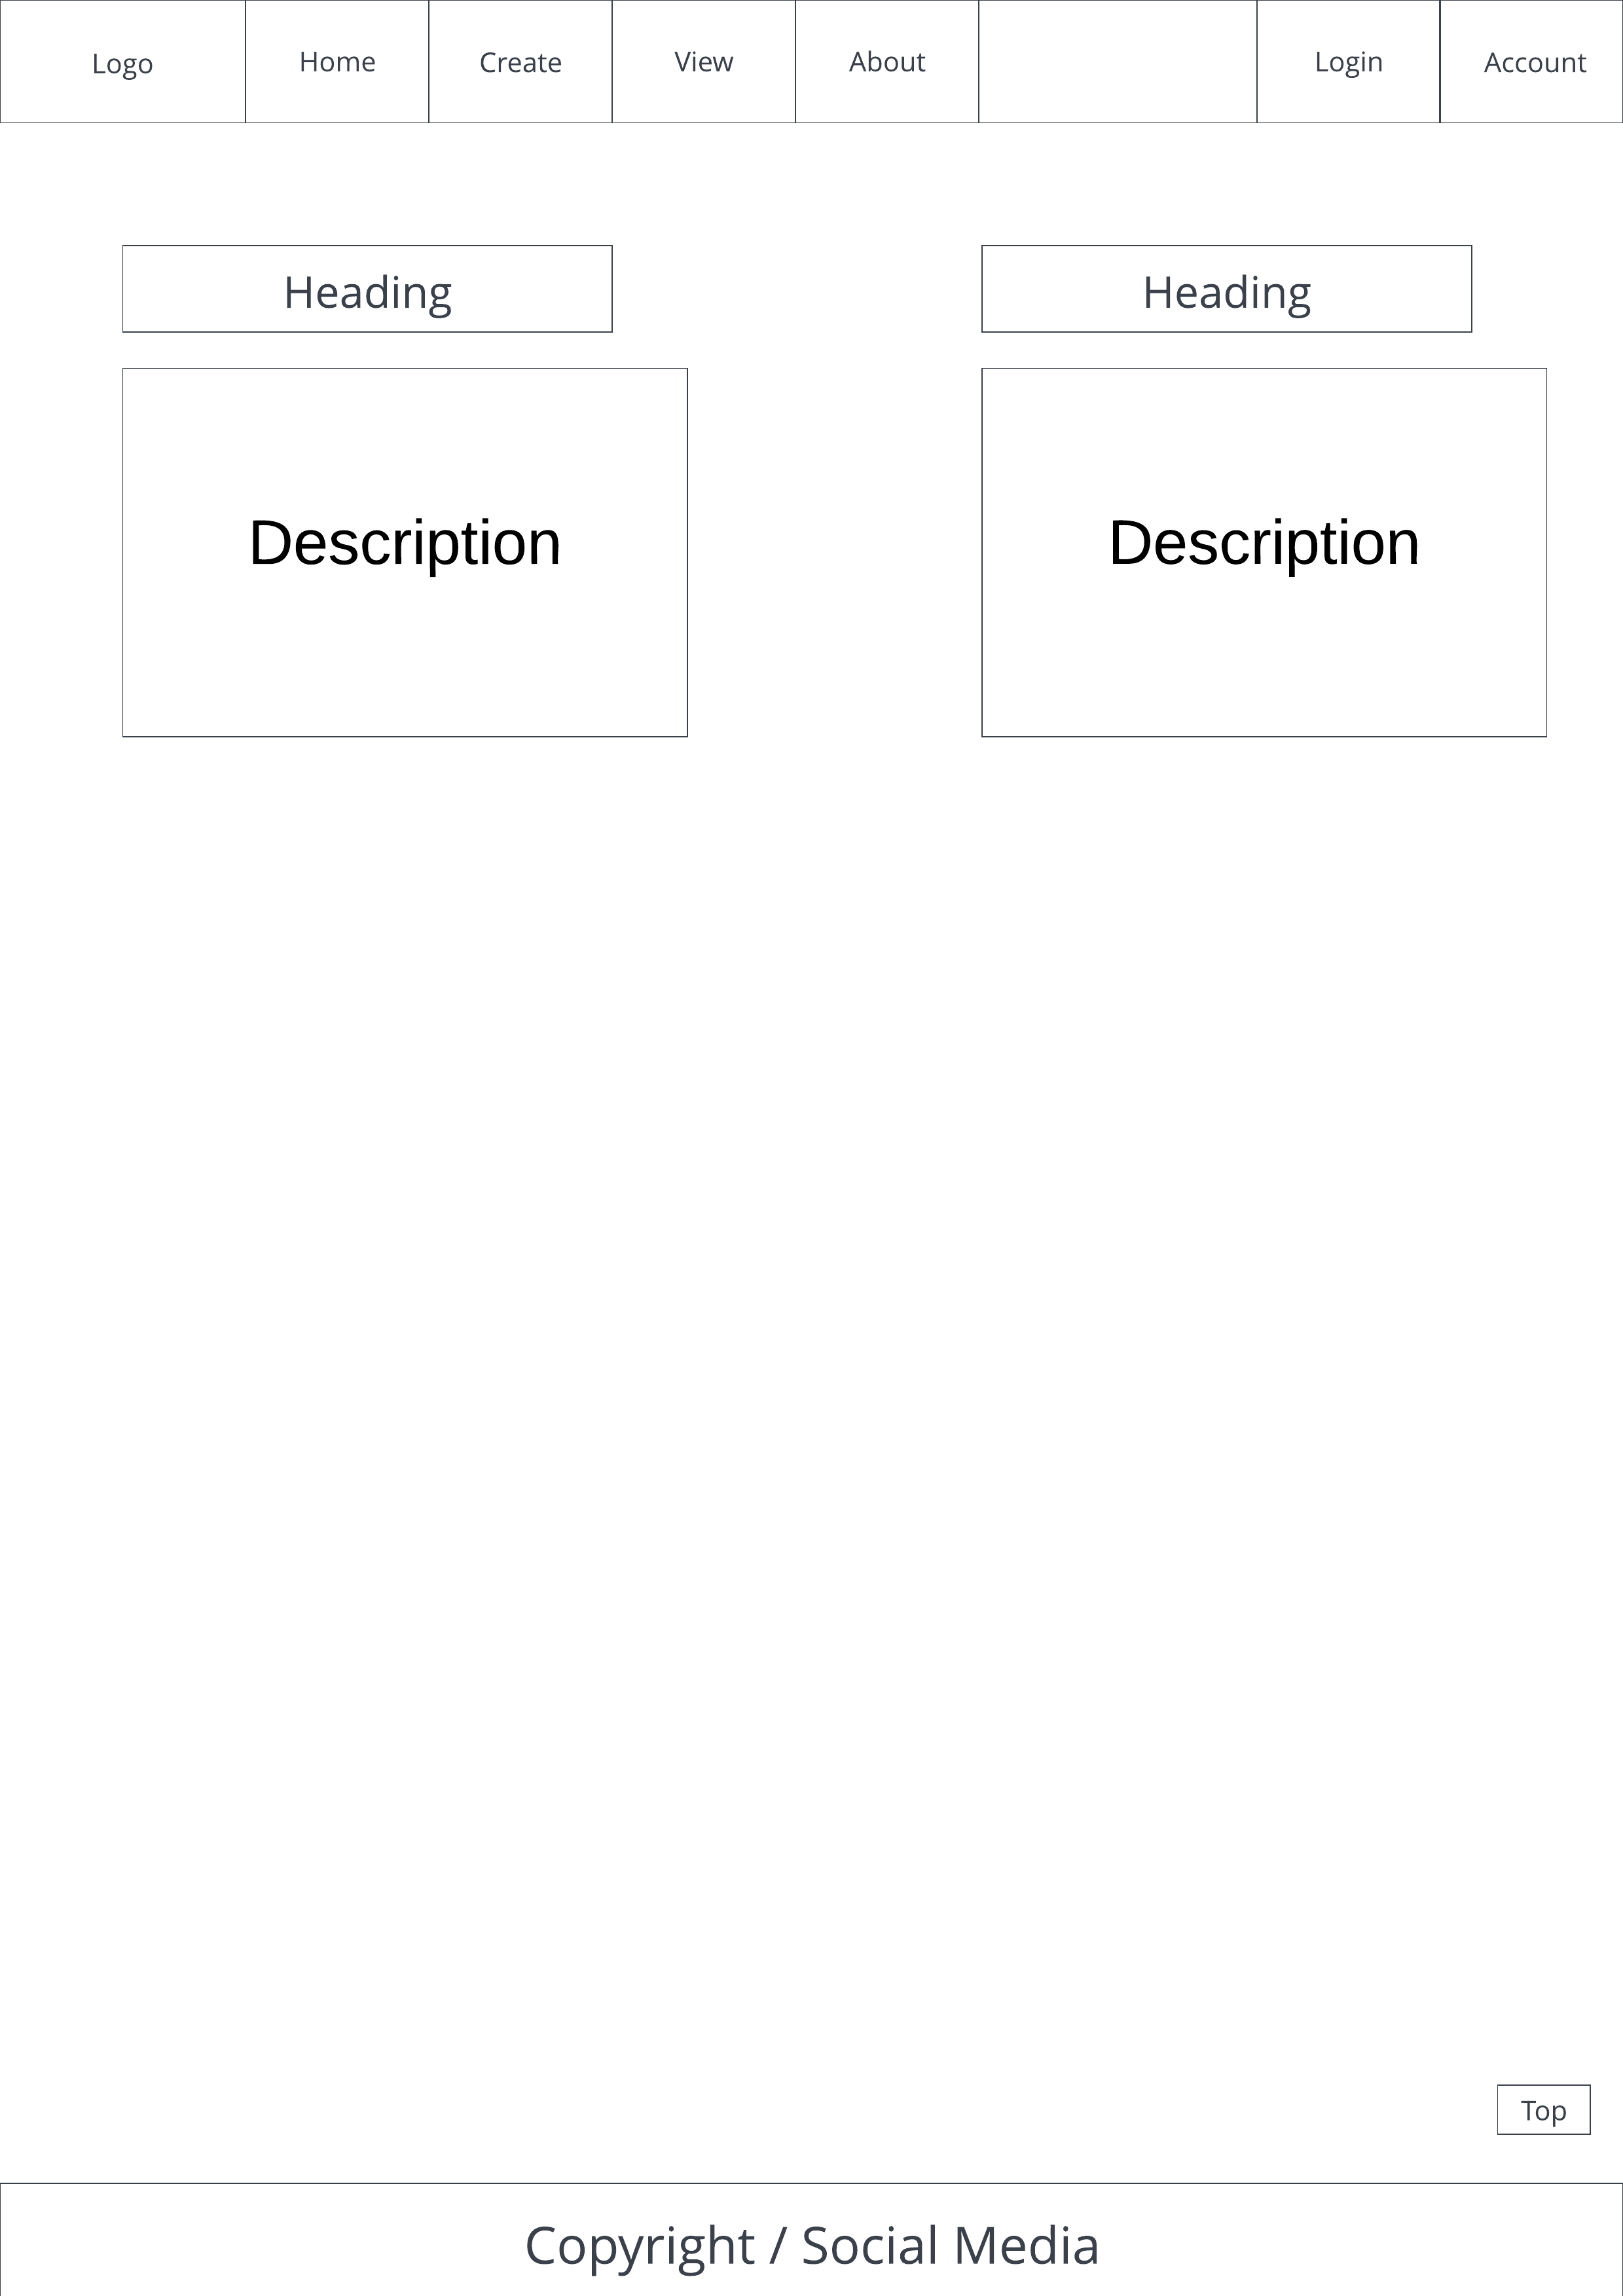 Logo Home Create View About Login Account
Heading Heading
Description Description
Top
Copyright / Social Media